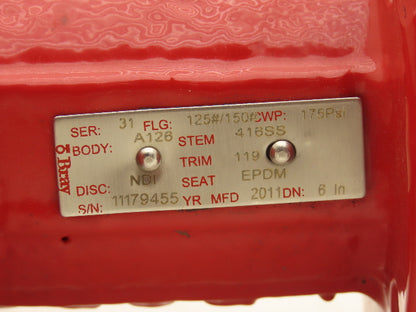 SER: 31 FLG: 125#/150# CWP: 175Psi
BODY: A126 STEM 416SS
Bray
TRIM 119
DISC: NDI SEAT EPDM
S/N: 11179455 YR MFD 2011 DN: 6 In